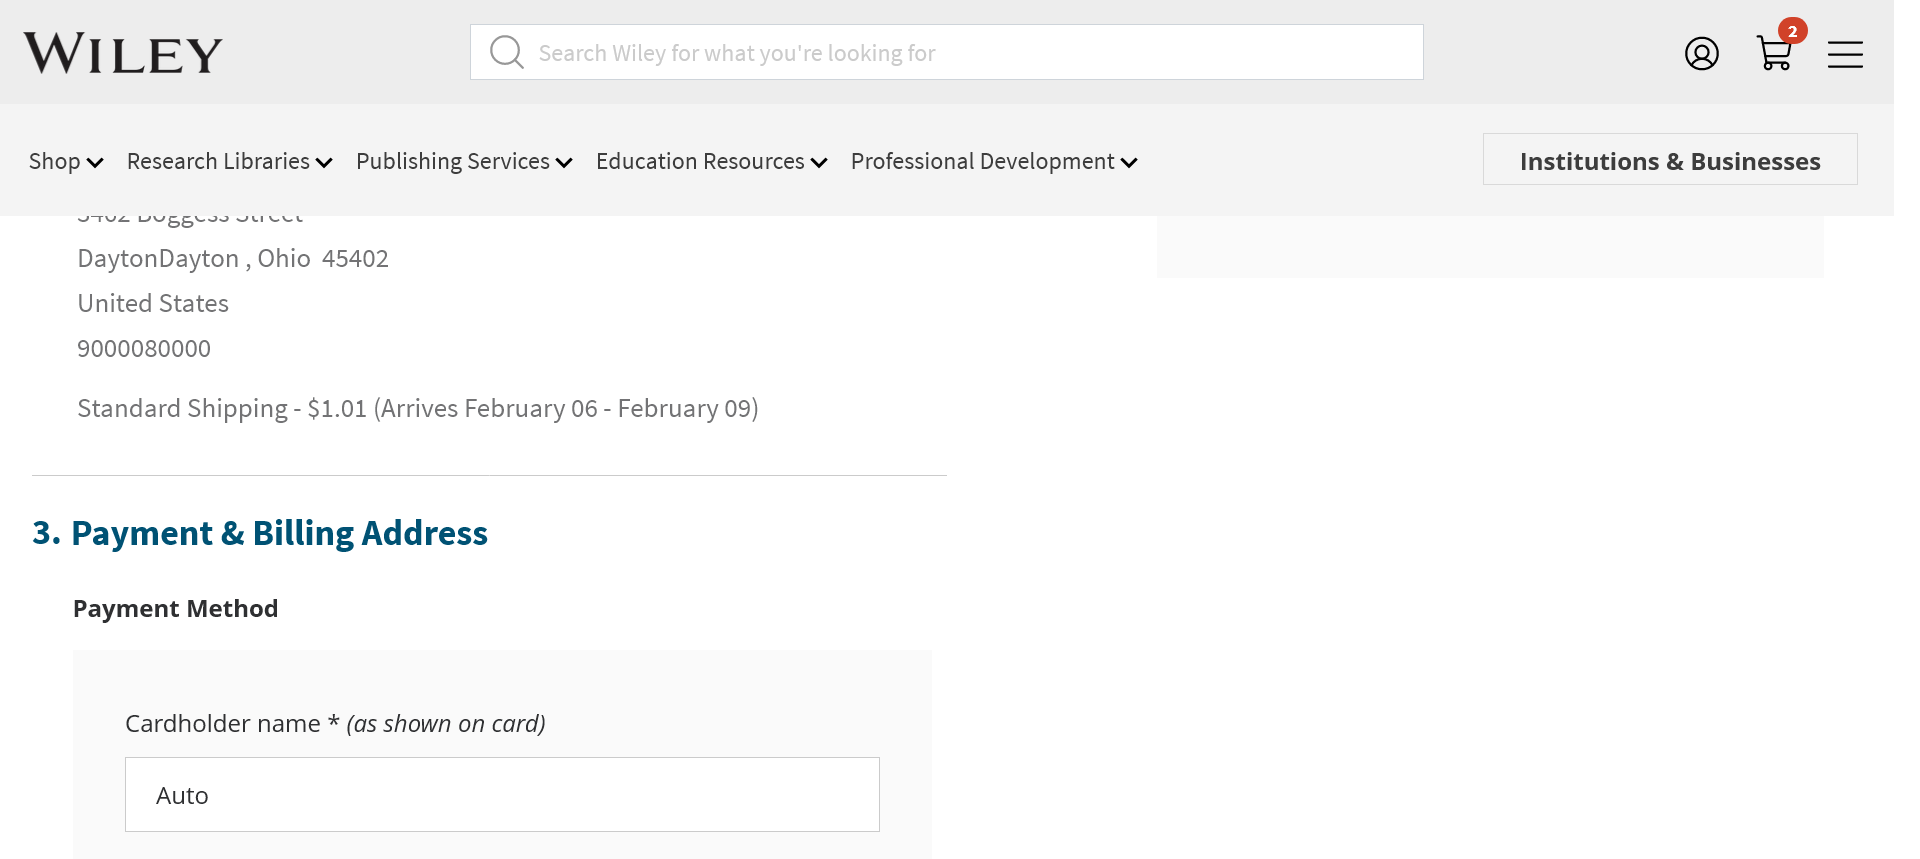 WILEY
Search Wiley for what you're looking for
2
Shop
Research Libraries
Publishing Services
Education Resources
Professional Development
Institutions & Businesses
Boggess Street
DaytonDayton , Ohio 45402
United States
9000080000
Standard Shipping - $1.01 (Arrives February 06 - February 09)
3. Payment & Billing Address
Payment Method
Cardholder name * (as shown on card)
Auto